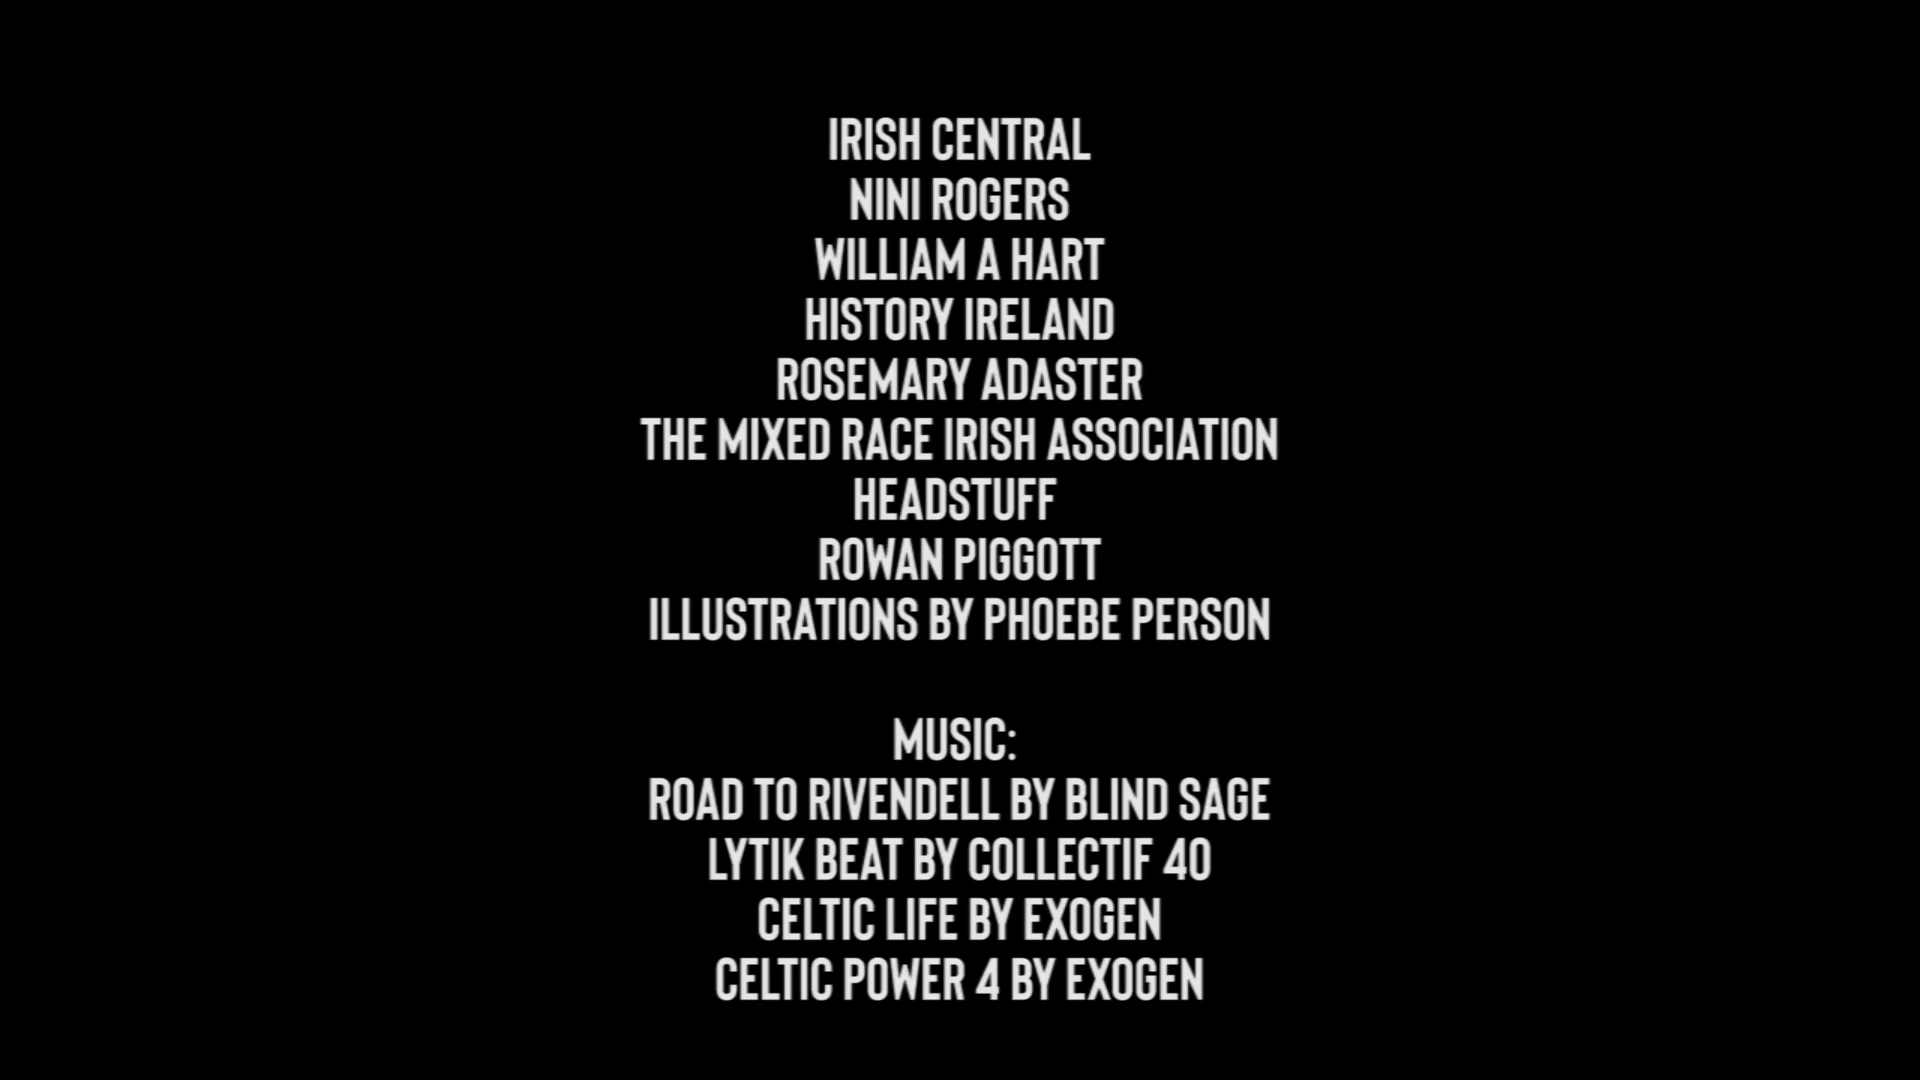 IRISH CENTRAL
NINI ROGERS
WILLIAM A HART
HISTORY IRELAND
ROSEMARY ADASTER
THE MIXED RACE IRISH ASSOCIATION
HEADSTUFF
ROWAN PIGGOTT
ILLUSTRATIONS BY PHOEBE PERSON
MUSIC:
ROAD TO RIVENDELL BY BLIND SAGE
LYTIK BEAT BY COLLECTIF 40
CELTIC LIFE BY EXOGEN
CELTIC POWER 4 BY EXOGEN